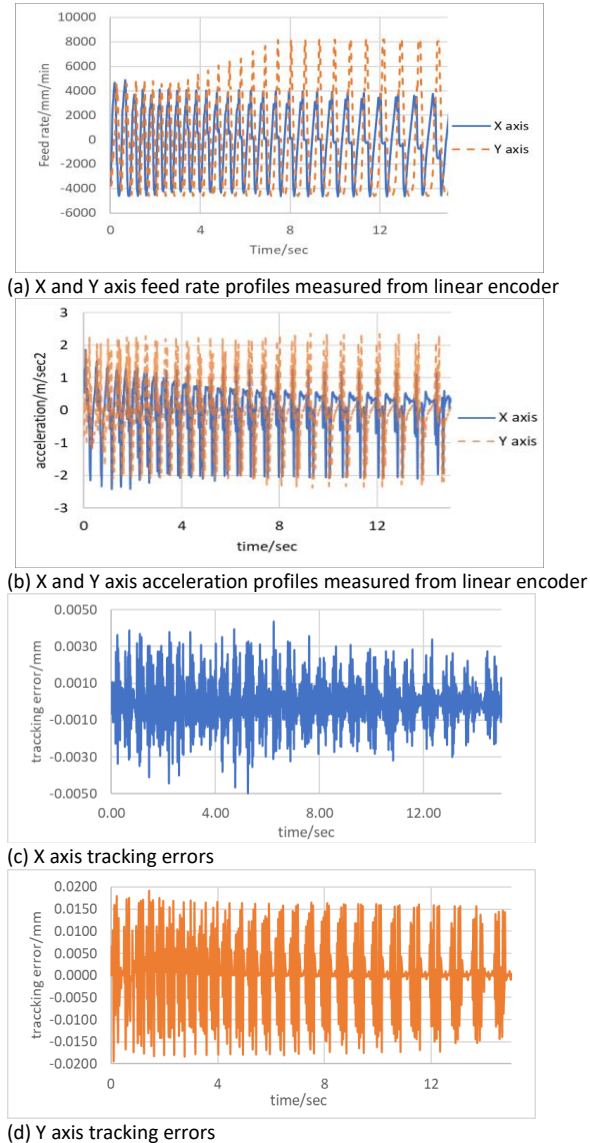 10000
8000
6000
4000
2000
0
-2000
-4000
-6000
Feed rate/mm/min
0 4 8 12
Time/sec
X axis
Y axis
(a) X and Y axis feed rate profiles measured from linear encoder
3
2
1
0
-1
-2
-3
acceleration/m/sec2
0 4 8 12
time/sec
X axis
Y axis
(b) X and Y axis acceleration profiles measured from linear encoder
0.0050
0.0030
0.0010
-0.0010
-0.0030
-0.0050
traccking error/mm
0.00 4.00 8.00 12.00
time/sec
(c) X axis tracking errors
0.0200
0.0150
0.0100
0.0050
0.0000
-0.0050
-0.0100
-0.0150
-0.0200
traccking error/mm
0 4 8 12
time/sec
(d) Y axis tracking errors